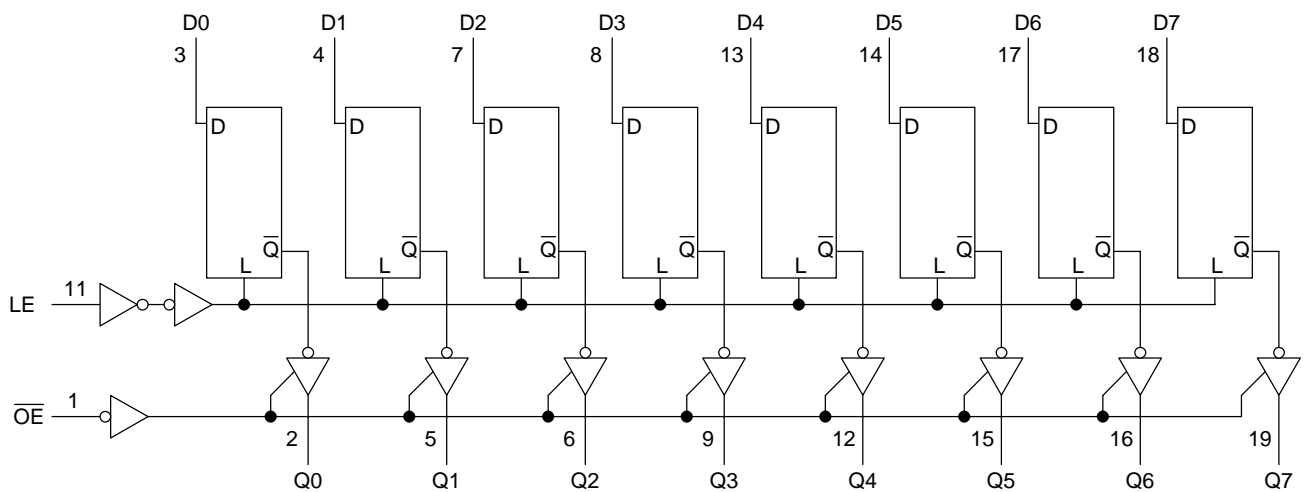 D0 D1 D2 D3 D4 D5 D6 D7
3 4 7 8 13 14 17 18
D D D D D D D D
Q̅ Q̅ Q̅ Q̅ Q̅ Q̅ Q̅ Q̅
L L L L L L L L
LE 11
O̅E̅ 1
2 5 6 9 12 15 16 19
Q0 Q1 Q2 Q3 Q4 Q5 Q6 Q7